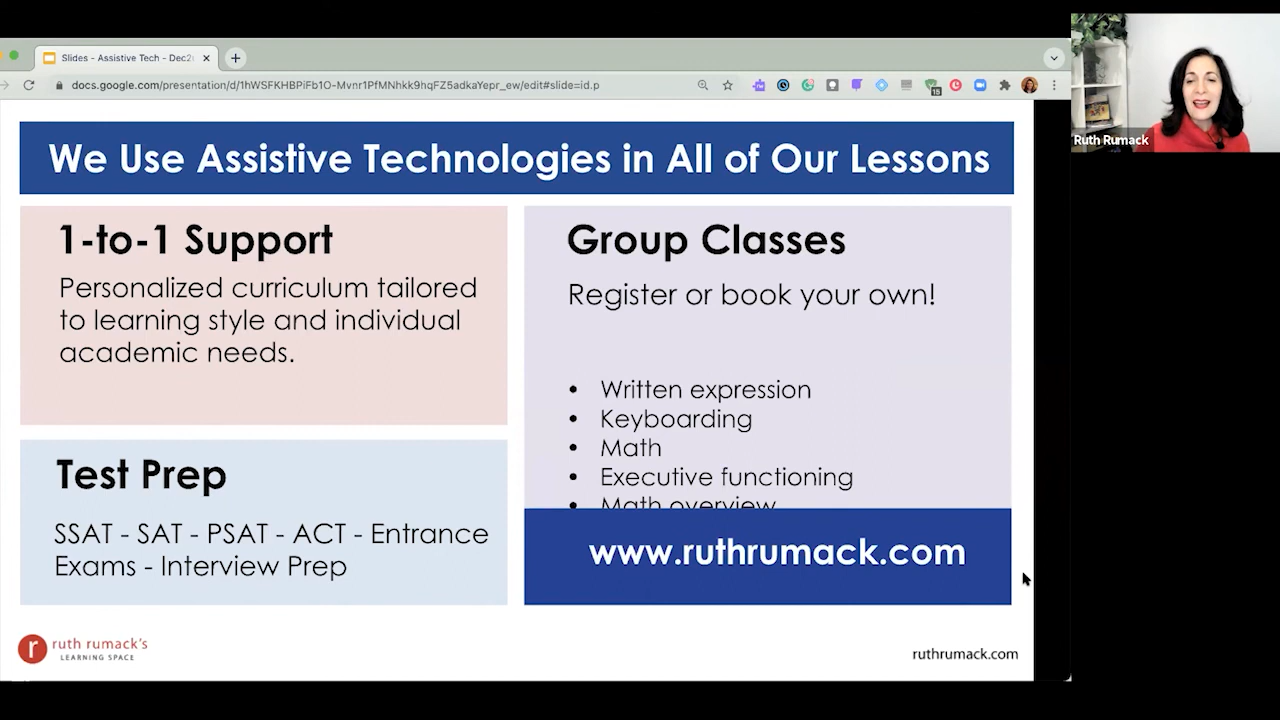 Slides - Assistive Tech - Dec2
docs.google.com/presentation/d/1hWSFKHBPiFb1O-Mvnr1PfMNhkk9hqFZ5adkaYepr_ew/edit#slide=id.p
15
Ruth Rumack
We Use Assistive Technologies in All of Our Lessons
1-to-1 Support
Personalized curriculum tailored
to learning style and individual
academic needs.
Test Prep
SSAT - SAT - PSAT - ACT - Entrance
Exams - Interview Prep
Group Classes
Register or book your own!
• Written expression
• Keyboarding
• Math
• Executive functioning
• Math overview
www.ruthrumack.com
r
ruth rumack's
LEARNING SPACE
ruthrumack.com